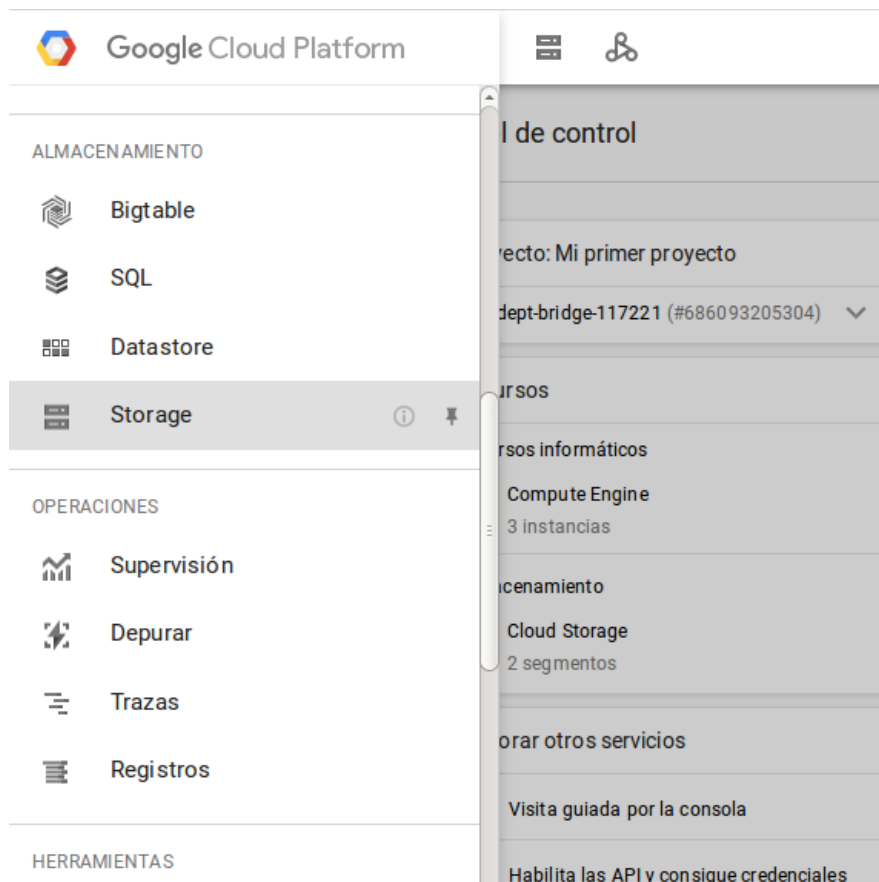 Google Cloud Platform
ALMACENAMIENTO
Bigtable
SQL
Datastore
Storage
OPERACIONES
Supervisión
Depurar
Trazas
Registros
HERRAMIENTAS
l de control
yecto: Mi primer proyecto
dept-bridge-117221 (#686093205304)
ursos
rsos informáticos
Compute Engine
3 instancias
acenamiento
Cloud Storage
2 segmentos
orar otros servicios
Visita guiada por la consola
Habilita las API y consigue credenciales